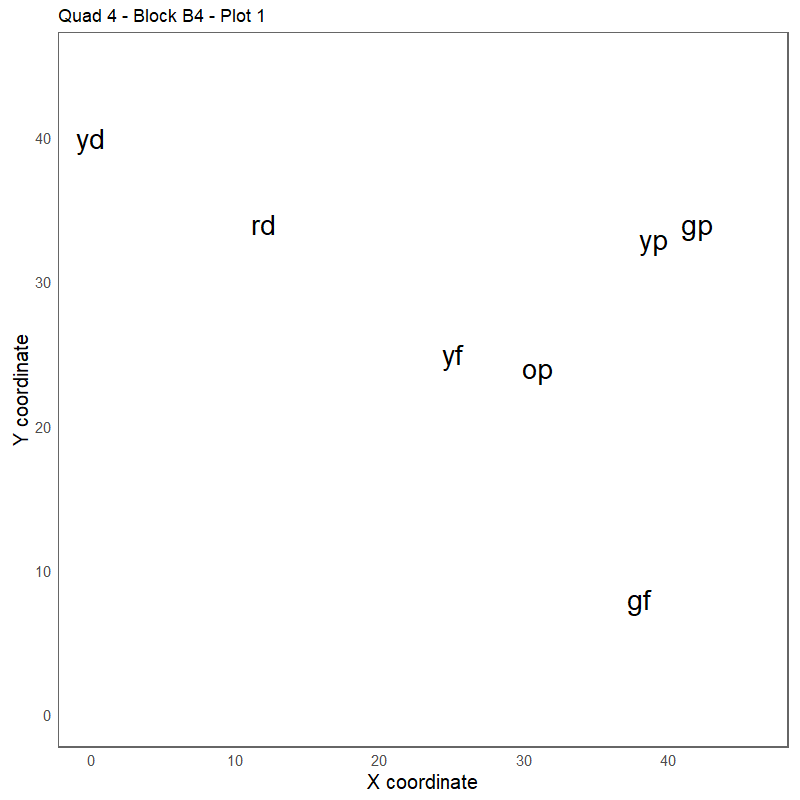 Quad 4 - Block B4 - Plot 1
40
yd
rd
yp
gp
30
yf
op
Y coordinate
20
10
gf
0
0 10 20 30 40
X coordinate